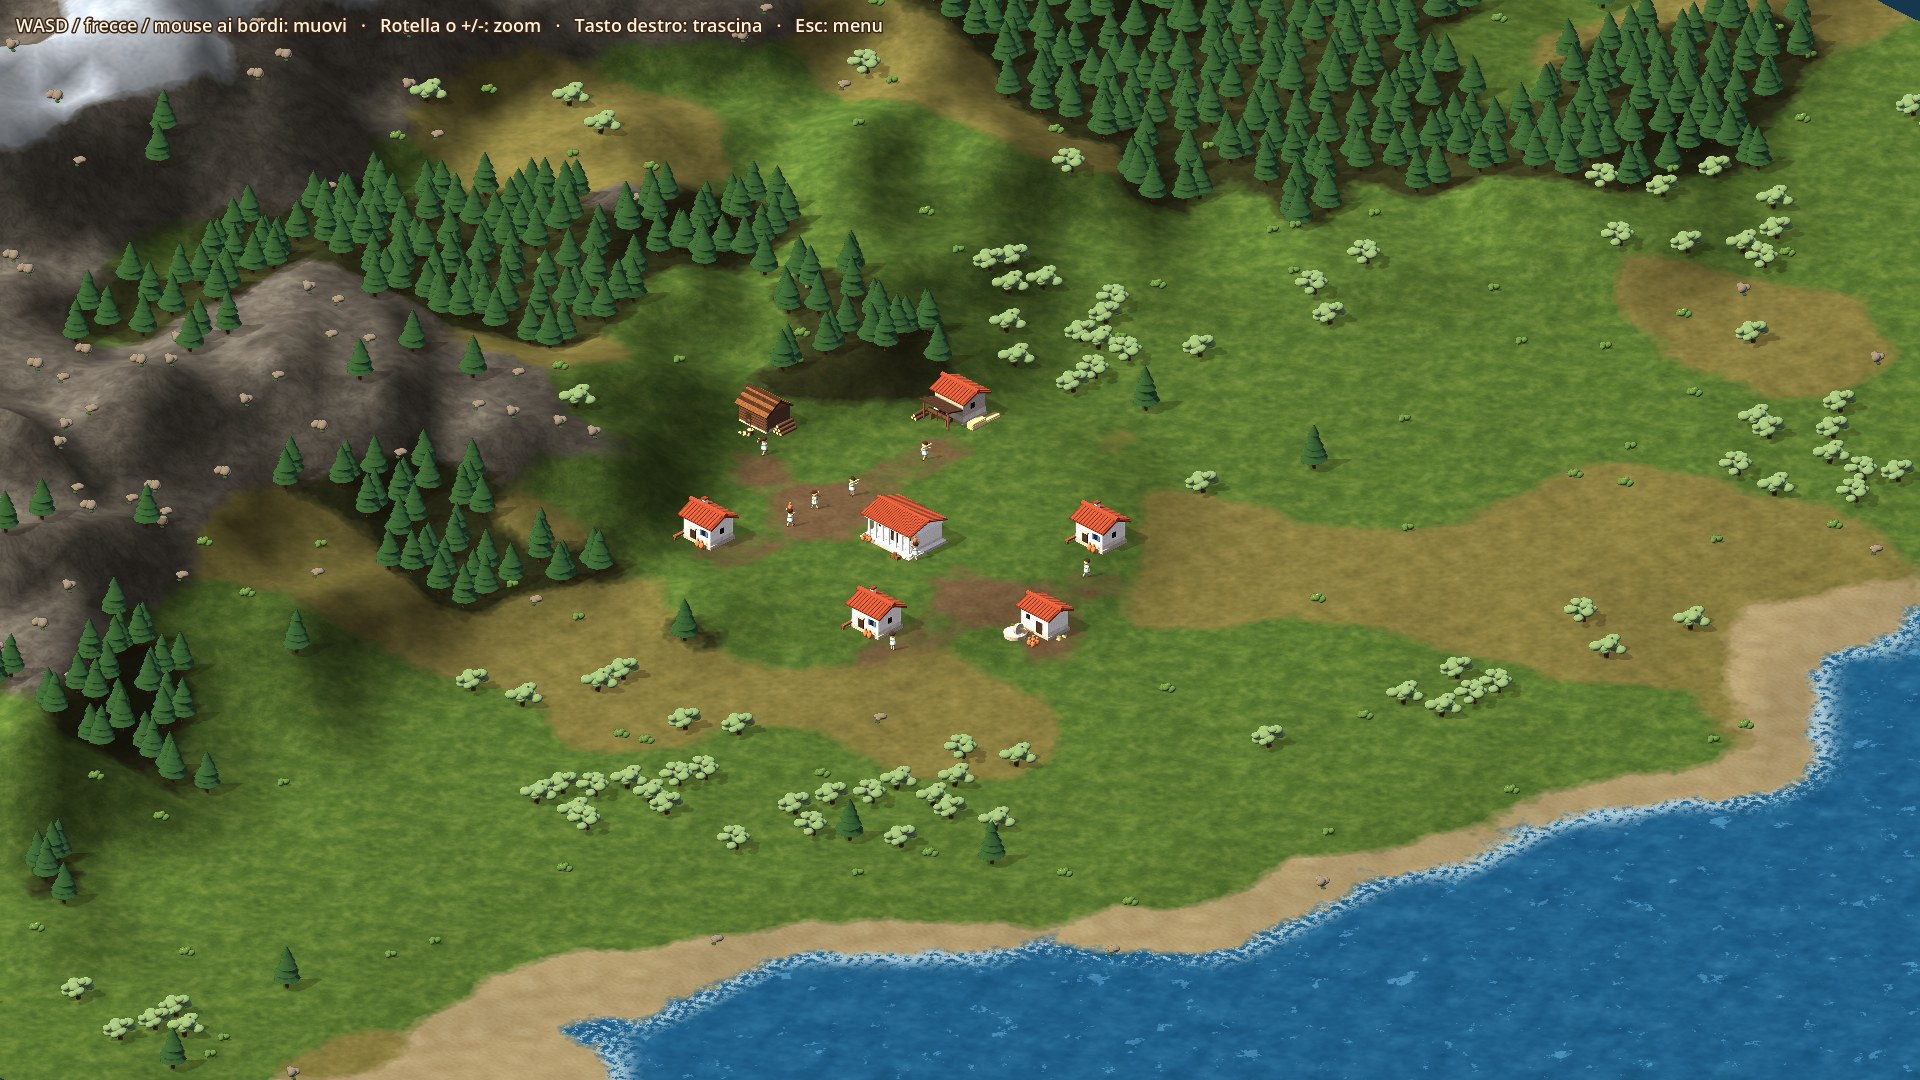 WASD / frecce / mouse ai bordi: muovi · Rotella o +/-: zoom · Tasto destro: trascina · Esc: menu